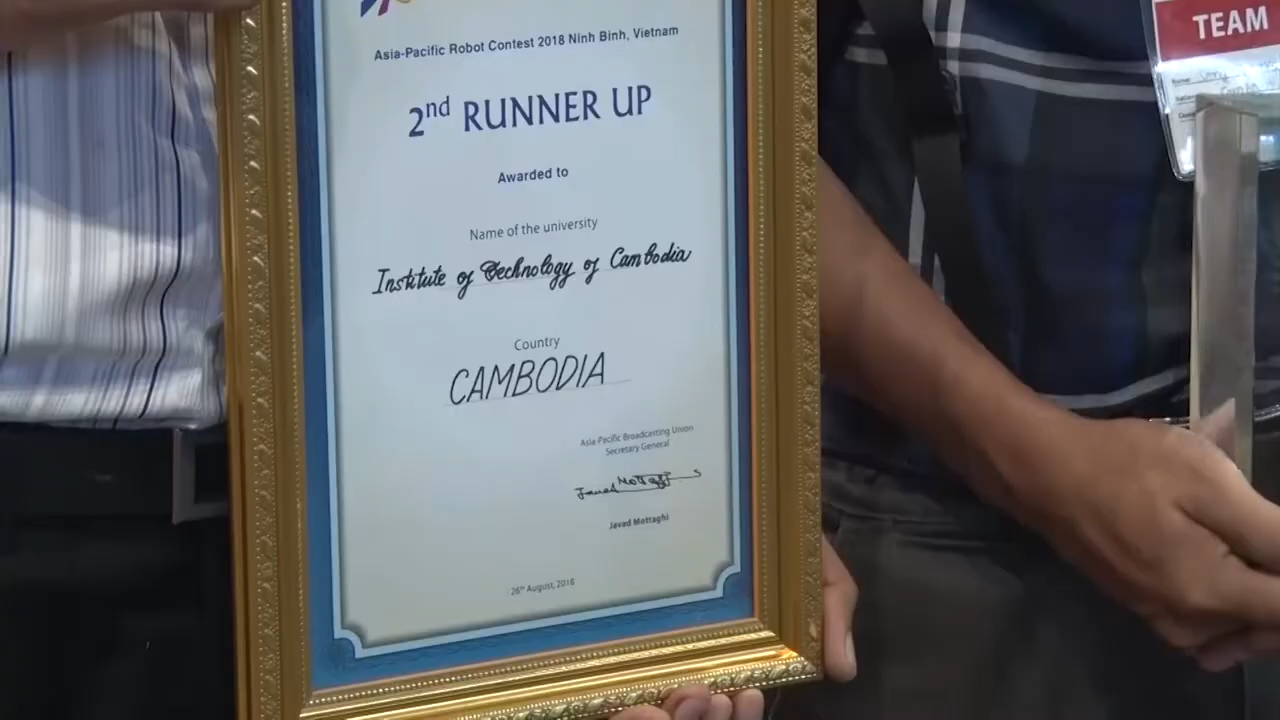 Asia-Pacific Robot Contest 2018 Ninh Binh, Vietnam
2nd RUNNER UP
Awarded to
Name of the university
Institute of Technology of Cambodia
Country
CAMBODIA
Asia-Pacific Broadcasting Union
Secretary General
Javad Mottaghi
26th August, 2018
TEAM